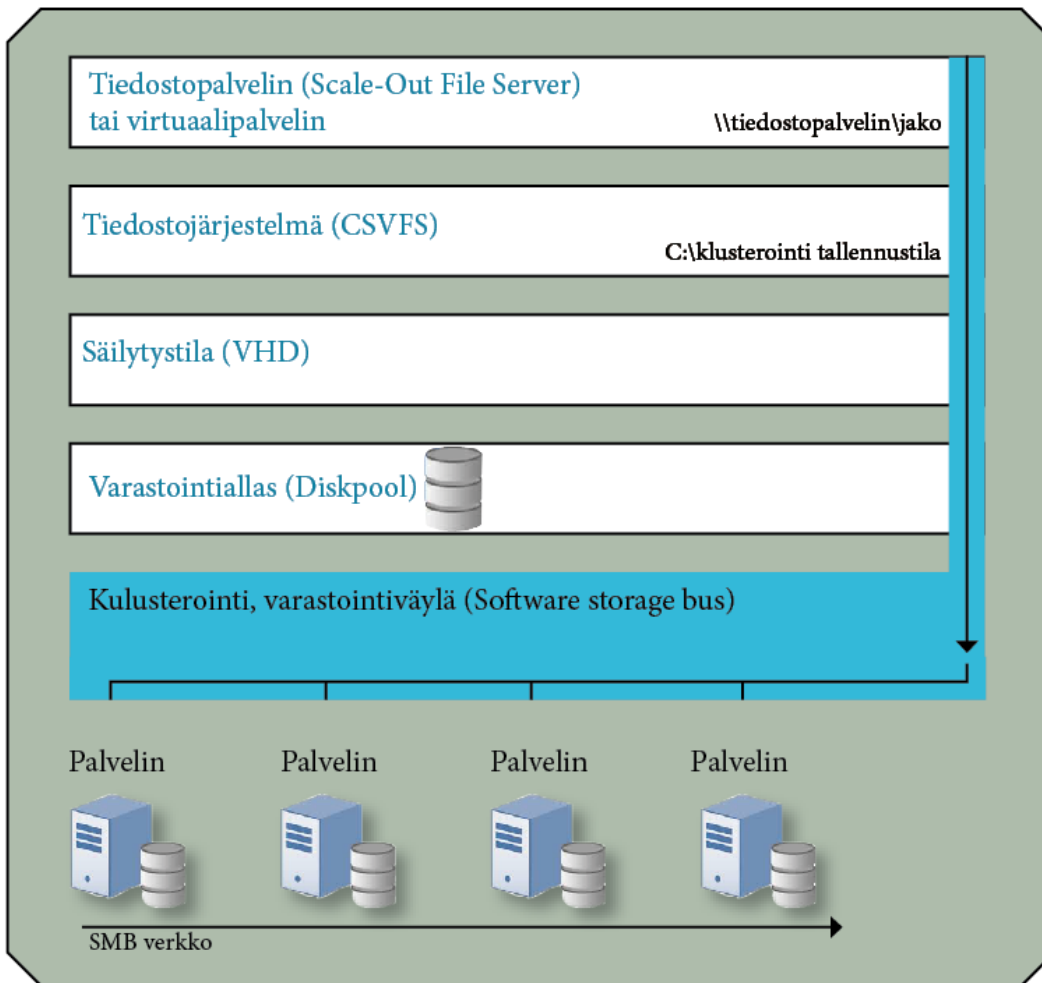 Tiedostopalvelin (Scale-Out File Server)
tai virtuaalipalvelin
\\tiedostopalvelin\jako
Tiedostojärjestelmä (CSVFS)
C:\klusterointi tallennustila
Säilytystila (VHD)
Varastointiallas (Diskpool)
Kulusterointi, varastointiväylä (Software storage bus)
Palvelin Palvelin Palvelin Palvelin
SMB verkko